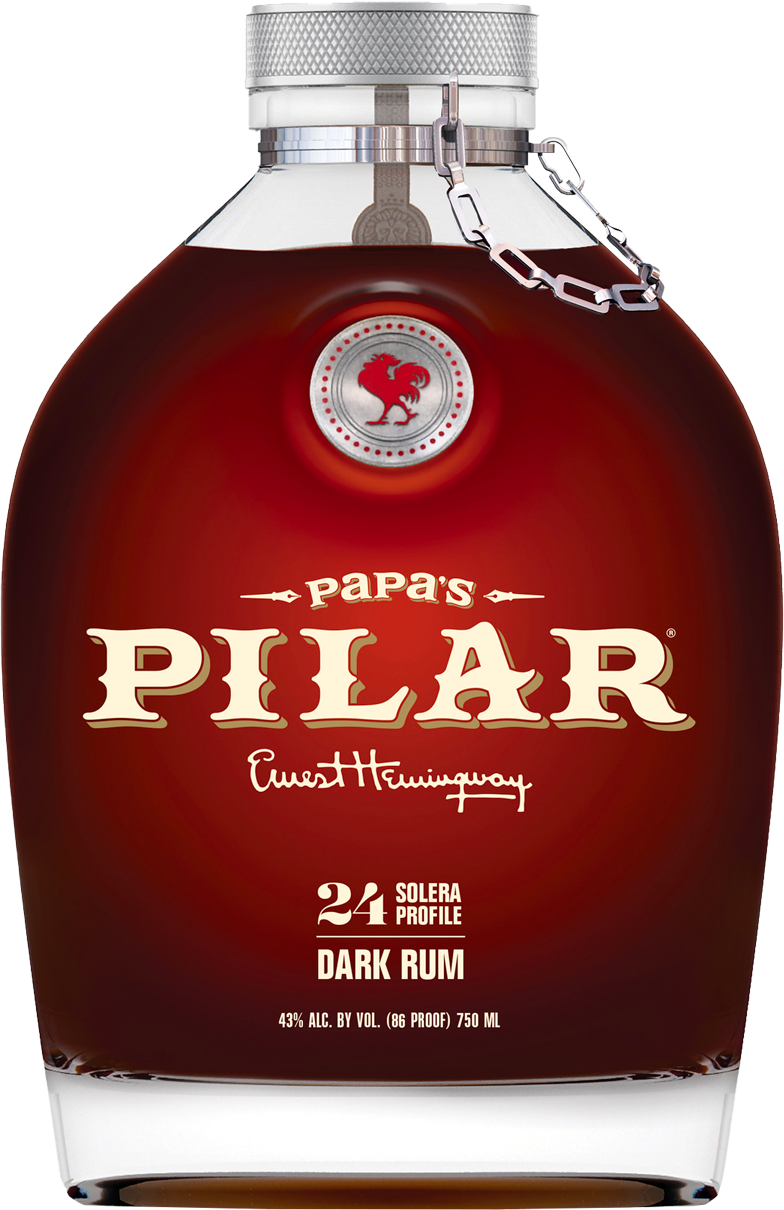 PaPa's
PILAR®
Ernest Hemingway
24 SOLERA PROFILE
DARK RUM
43% ALC. BY VOL. (86 PROOF) 750 ML